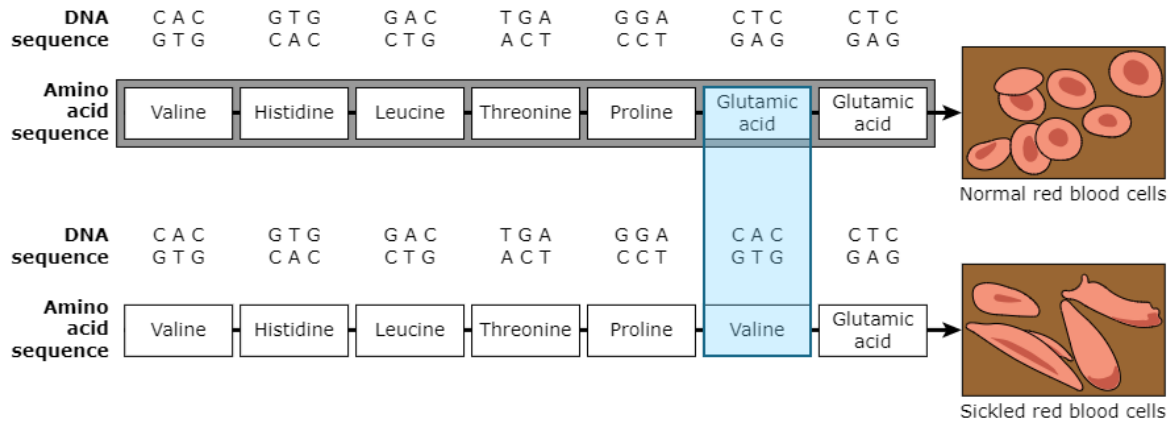 DNA sequence
C A C G T G G A C T G A G G A C T C C T C
G T G C A C C T G A C T C C T G A G G A G
Amino acid sequence
Valine Histidine Leucine Threonine Proline Glutamic acid Glutamic acid
Normal red blood cells
DNA sequence
C A C G T G G A C T G A G G A C A C C T C
G T G C A C C T G A C T C C T G T G G A G
Amino acid sequence
Valine Histidine Leucine Threonine Proline Valine Glutamic acid
Sickled red blood cells